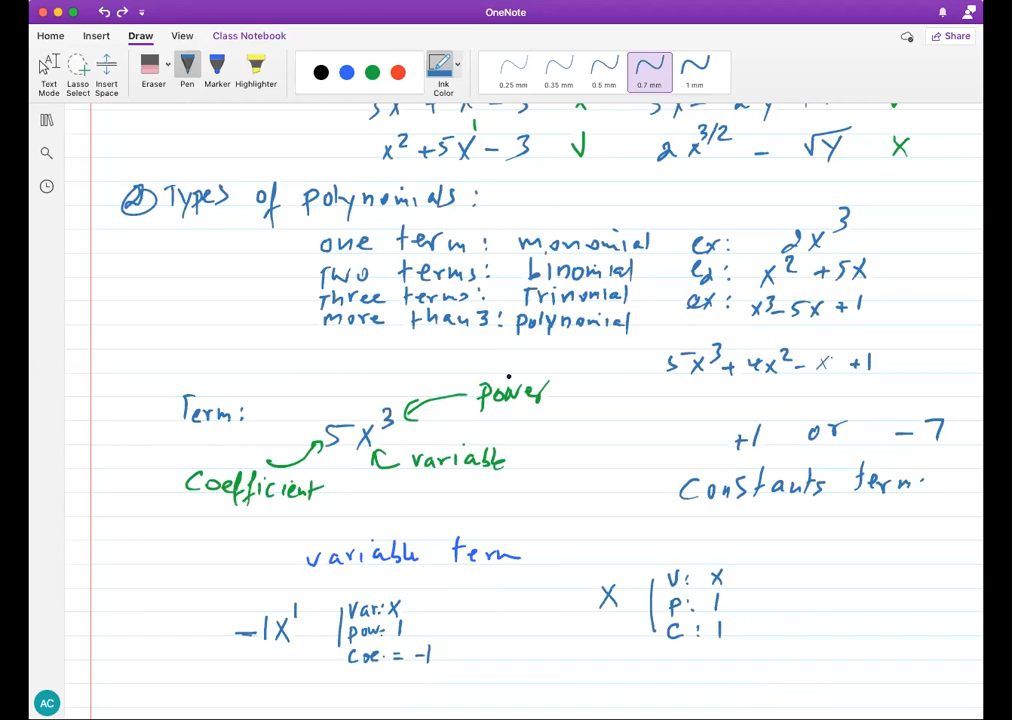 OneNote
Home Insert Draw View Class Notebook Share
Text Mode Lasso Select Insert Space Eraser Pen Marker Highlighter Ink Color 0.25 mm 0.35 mm 0.5 mm 0.7 mm 1 mm
x² + 5x¹ - 3 √ 2x^3/2 - √y X
② Types of polynomials:
one term: monomial ex: 2x³
Two terms: binomial ex: x² + 5x
Three terms: Trinonial ex: x³ - 5x + 1
more than 3: polynomial
5x³ + 4x² - x + 1
power
Term: 5x³
variable
Coefficient
+1 or - 7
Constants term.
variable term
-1x¹ Var: x
pow: 1
coe. = -1
X V: x
P: 1
C: 1
AC